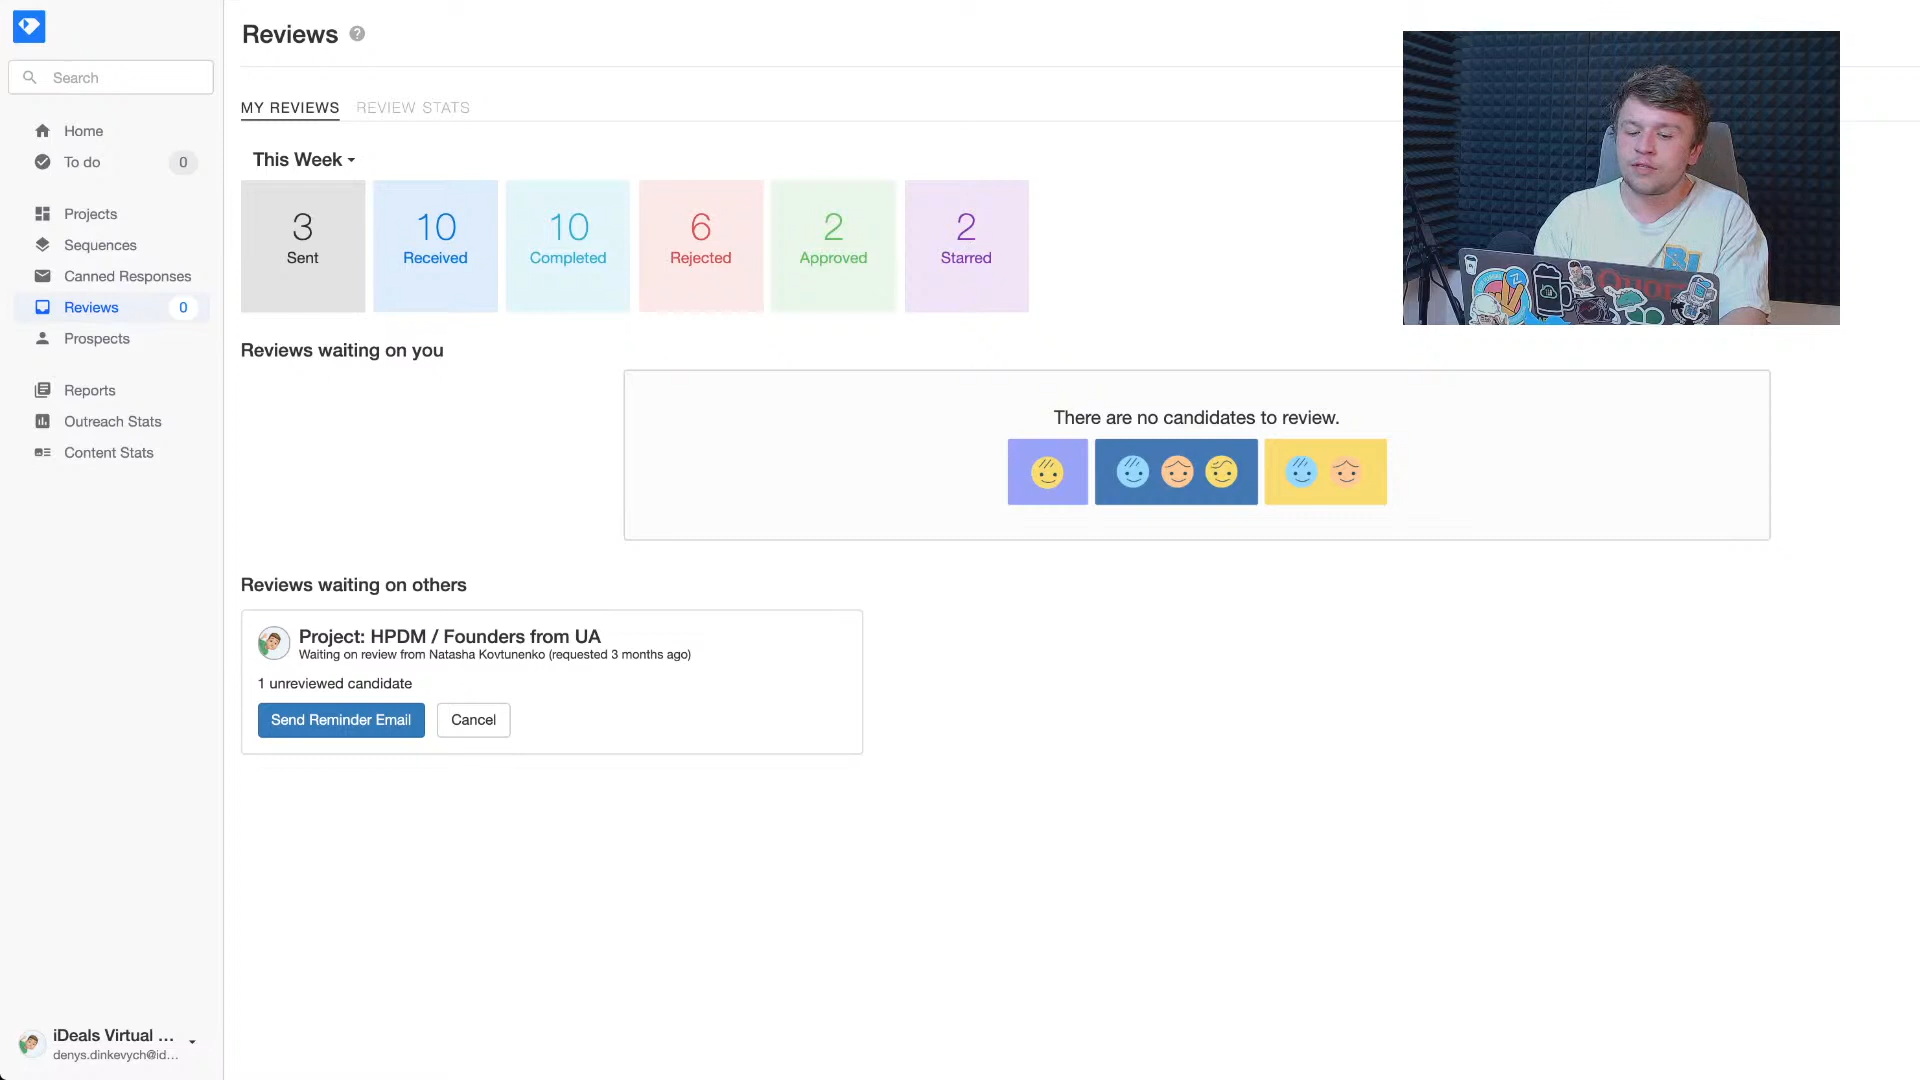 Reviews
Search
Home
To do 0
Projects
Sequences
Canned Responses
Reviews 0
Prospects
Reports
Outreach Stats
Content Stats
iDeals Virtual ...
denys.dinkevych@id...
MY REVIEWS REVIEW STATS
This Week
3 Sent
10 Received
10 Completed
6 Rejected
2 Approved
2 Starred
Reviews waiting on you
There are no candidates to review.
Reviews waiting on others
Project: HPDM / Founders from UA
Waiting on review from Natasha Kovtunenko (requested 3 months ago)
1 unreviewed candidate
Send Reminder Email Cancel